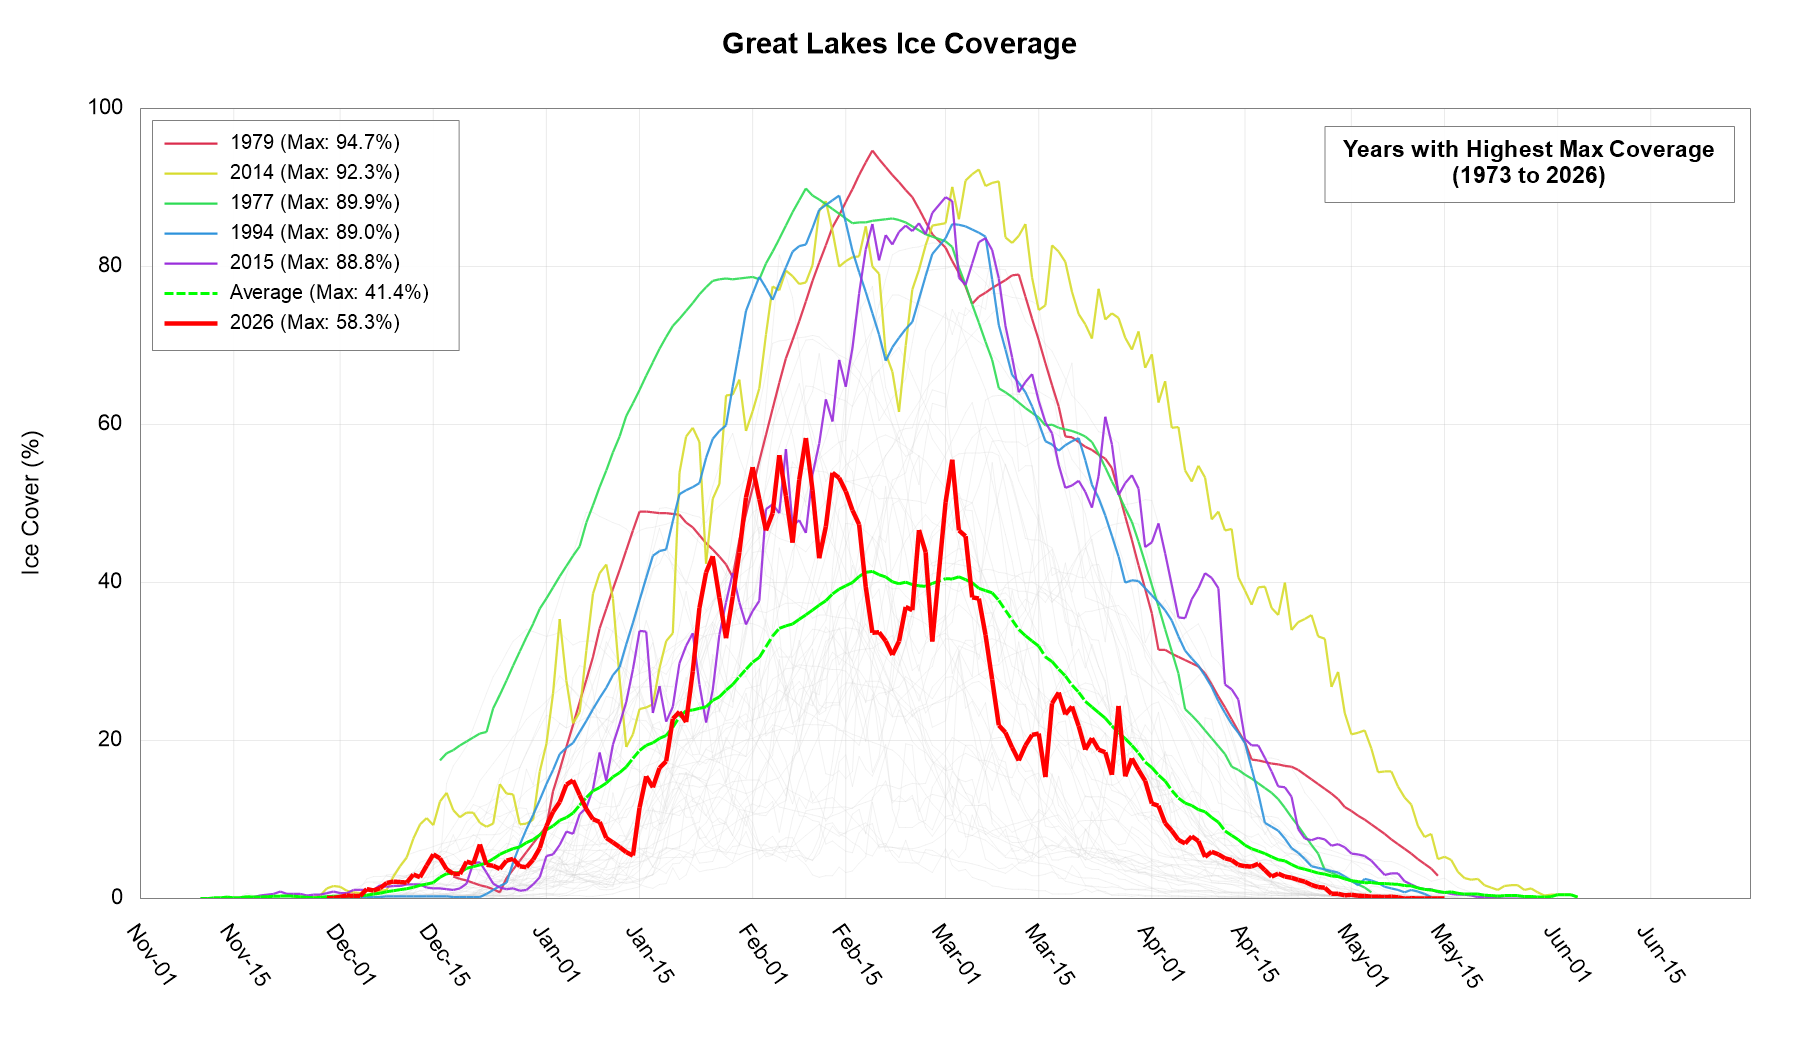 Great Lakes Ice Coverage
100
80
60
40
20
0
Ice Cover (%)
1979 (Max: 94.7%)
2014 (Max: 92.3%)
1977 (Max: 89.9%)
1994 (Max: 89.0%)
2015 (Max: 88.8%)
Average (Max: 41.4%)
2026 (Max: 58.3%)
Years with Highest Max Coverage
(1973 to 2026)
Nov-01
Nov-15
Dec-01
Dec-15
Jan-01
Jan-15
Feb-01
Feb-15
Mar-01
Mar-15
Apr-01
Apr-15
May-01
May-15
Jun-01
Jun-15